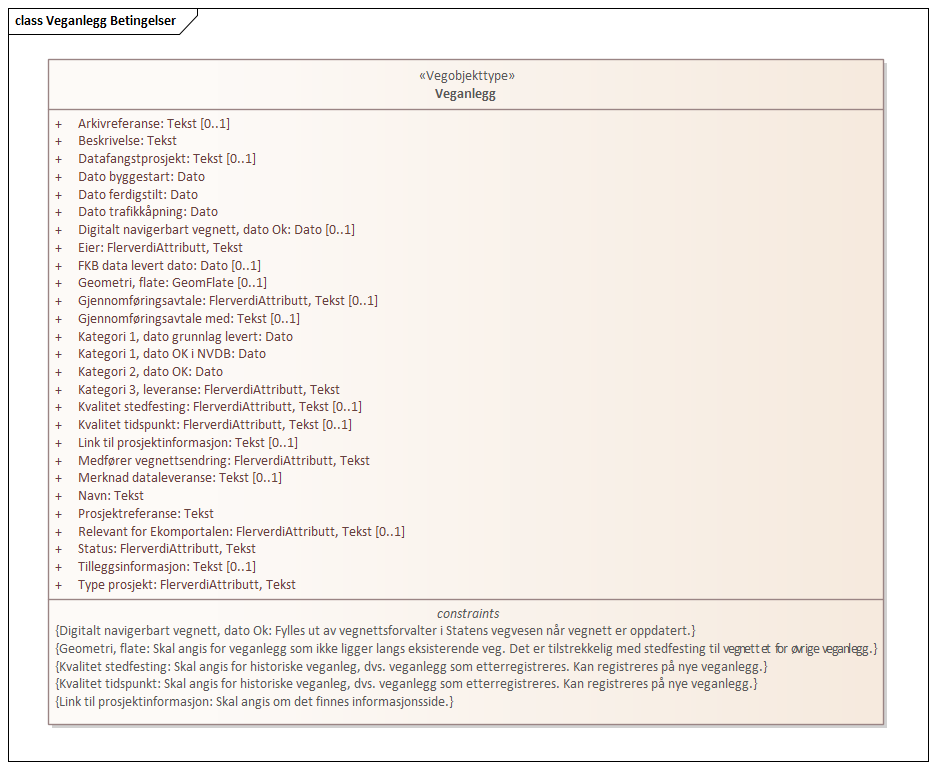 class Veganlegg Betingelser
«Vegobjekttype»
Veganlegg
+ Arkivreferanse: Tekst [0..1]
+ Beskrivelse: Tekst
+ Datafangstprosjekt: Tekst [0..1]
+ Dato byggestart: Dato
+ Dato ferdigstilt: Dato
+ Dato trafikkåpning: Dato
+ Digitalt navigerbart vegnett, dato Ok: Dato [0..1]
+ Eier: FlerverdiAttributt, Tekst
+ FKB data levert dato: Dato [0..1]
+ Geometri, flate: GeomFlate [0..1]
+ Gjennomføringsavtale: FlerverdiAttributt, Tekst [0..1]
+ Gjennomføringsavtale med: Tekst [0..1]
+ Kategori 1, dato grunnlag levert: Dato
+ Kategori 1, dato OK i NVDB: Dato
+ Kategori 2, dato OK: Dato
+ Kategori 3, leveranse: FlerverdiAttributt, Tekst
+ Kvalitet stedfesting: FlerverdiAttributt, Tekst [0..1]
+ Kvalitet tidspunkt: FlerverdiAttributt, Tekst [0..1]
+ Link til prosjektinformasjon: Tekst [0..1]
+ Medfører vegnettsendring: FlerverdiAttributt, Tekst
+ Merknad dataleveranse: Tekst [0..1]
+ Navn: Tekst
+ Prosjektreferanse: Tekst
+ Relevant for Ekomportalen: FlerverdiAttributt, Tekst [0..1]
+ Status: FlerverdiAttributt, Tekst
+ Tilleggsinformasjon: Tekst [0..1]
+ Type prosjekt: FlerverdiAttributt, Tekst
constraints
{Digitalt navigerbart vegnett, dato Ok: Fylles ut av vegnettsforvalter i Statens vegvesen når vegnett er oppdatert.}
{Geometri, flate: Skal angis for veganlegg som ikke ligger langs eksisterende veg. Det er tilstrekkelig med stedfesting til vegnettet for øvrige veganlegg.}
{Kvalitet stedfesting: Skal angis for historiske veganleg, dvs. veganlegg som etterregistreres. Kan registreres på nye veganlegg.}
{Kvalitet tidspunkt: Skal angis for historiske veganleg, dvs. veganlegg som etterregistreres. Kan registreres på nye veganlegg.}
{Link til prosjektinformasjon: Skal angis om det finnes informasjonsside.}